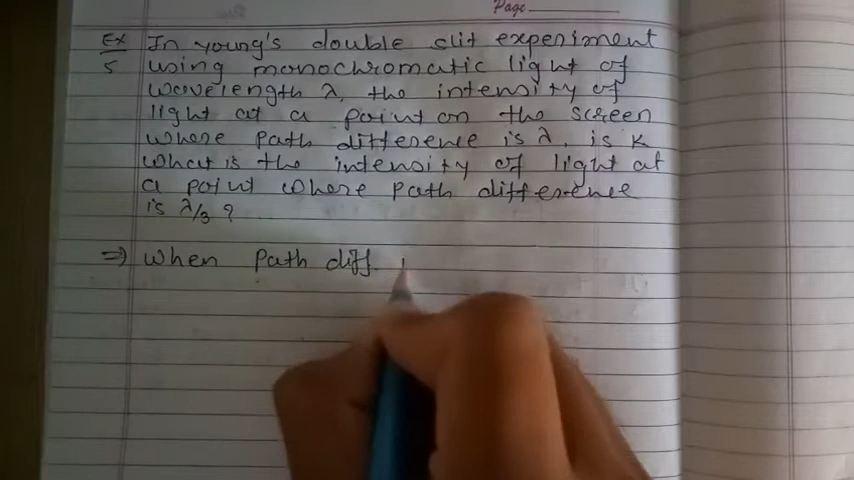 Page
Ex In young's double slit experiment
5 using monochromatic light of
wavelength λ, the intensity of
light at a point on the screen
where path difference is λ, is K
what is the intensity of light at
a point where path difference
is λ/3 ?
⇒ When path diff.